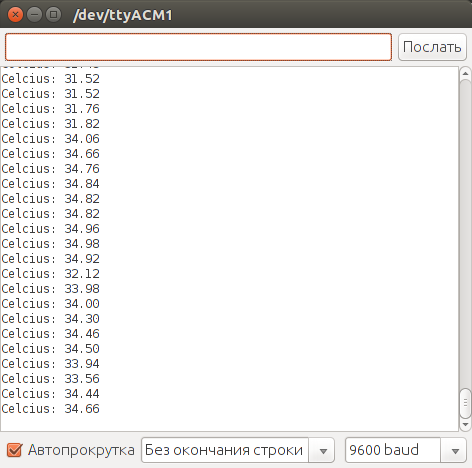 /dev/ttyACM1
Послать
Celcius: 31.52
Celcius: 31.52
Celcius: 31.76
Celcius: 31.82
Celcius: 34.06
Celcius: 34.66
Celcius: 34.76
Celcius: 34.84
Celcius: 34.82
Celcius: 34.82
Celcius: 34.96
Celcius: 34.98
Celcius: 34.92
Celcius: 32.12
Celcius: 33.98
Celcius: 34.00
Celcius: 34.30
Celcius: 34.46
Celcius: 34.50
Celcius: 33.94
Celcius: 33.56
Celcius: 34.44
Celcius: 34.66
Автопрокрутка Без окончания строки 9600 baud